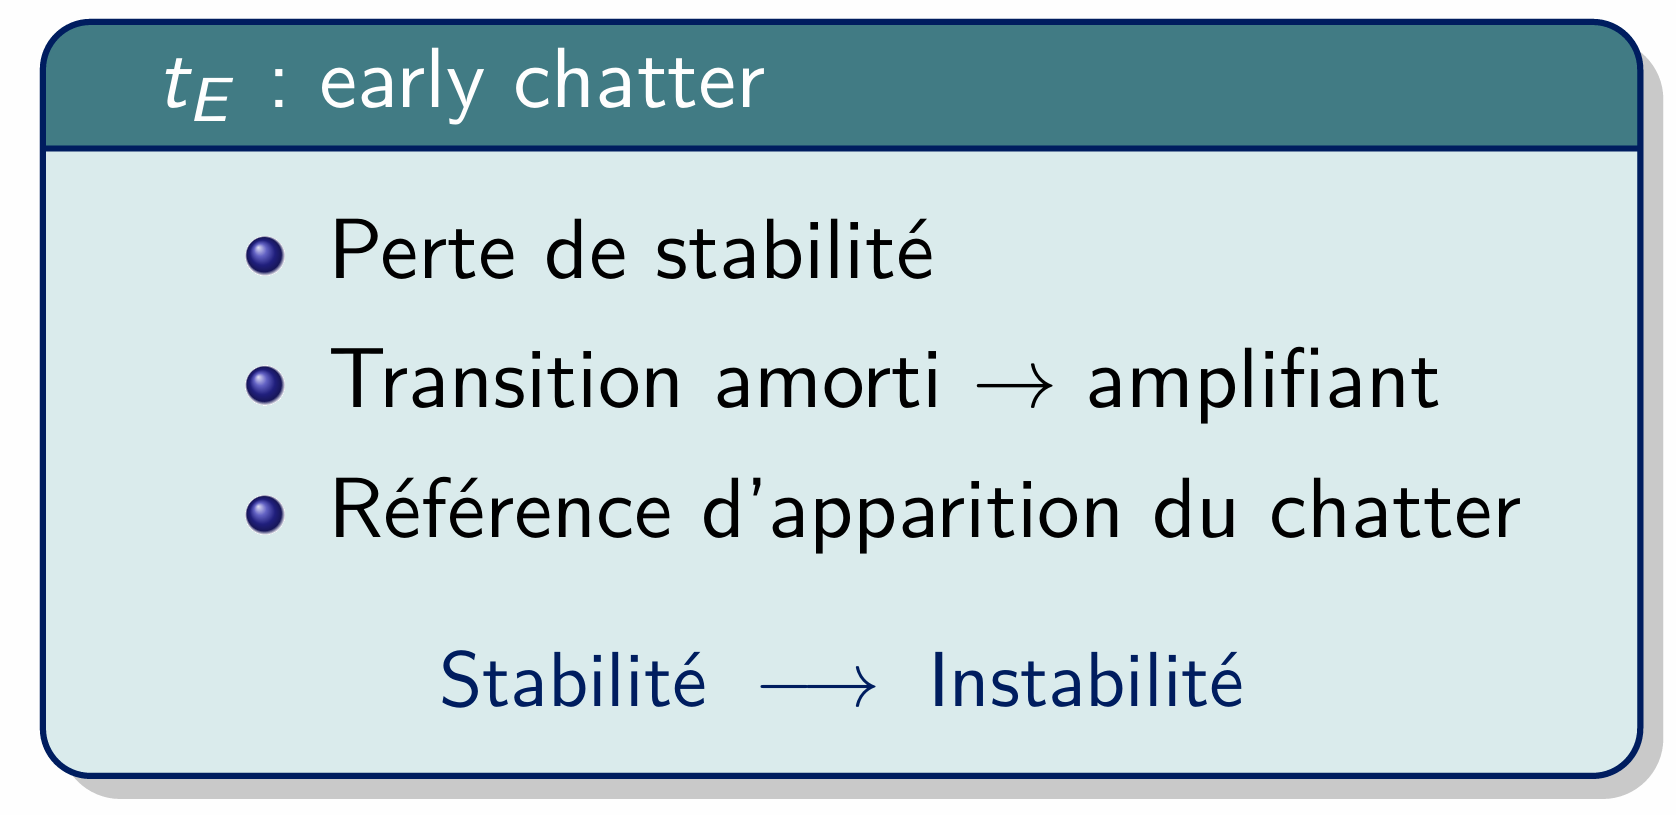 t_E : early chatter
Perte de stabilité
Transition amorti → amplifiant
Référence d'apparition du chatter
Stabilité ⟶ Instabilité